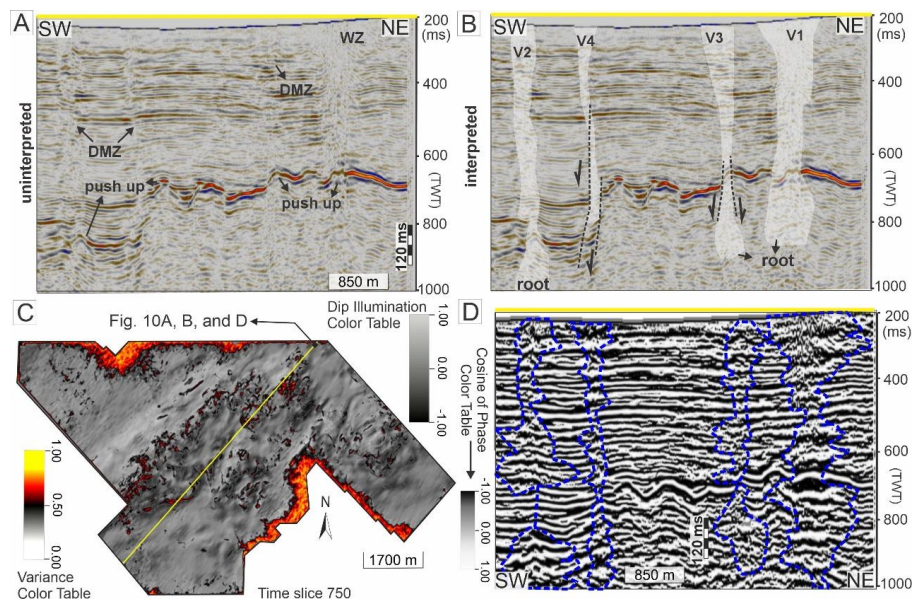 A
SW
NE
200
(ms)
WZ
DMZ
400
DMZ
600
push up
push up
(TWT)
800
120 ms
850 m
1000
uninterpreted
B
SW
NE
200
(ms)
V2
V4
V3
V1
400
600
(TWT)
800
root
root
1000
interpreted
C
Dip Illumination
Color Table
1.00
0.00
-1.00
Fig. 10A, B, and D
1.00
0.50
0.00
Variance
Color Table
N
1700 m
Time slice 750
D
200
(ms)
400
600
(TWT)
800
1000
Cosine of Phase
Color Table
-1.00
0.00
1.00
120 ms
SW
850 m
NE